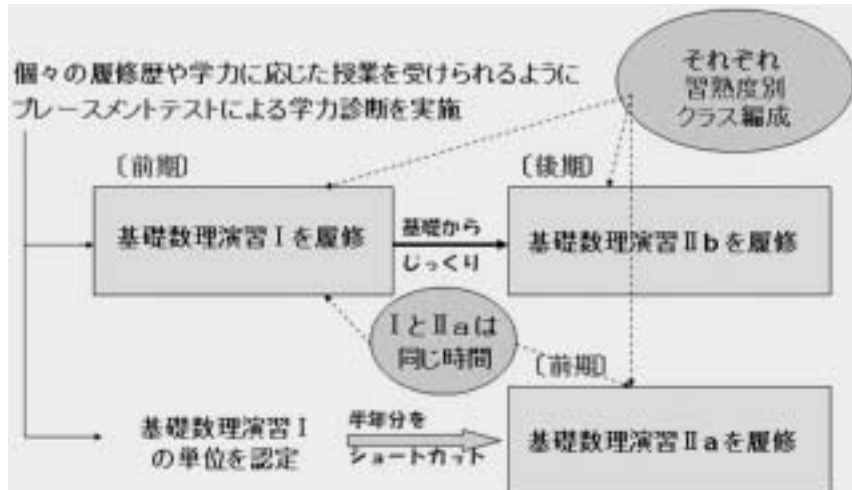 個々の履修歴や学力に応じた授業を受けられるように
プレースメントテストによる学力診断を実施
それぞれ
習熟度別
クラス編成
〔前期〕
基礎数理演習Ⅰを履修
基礎から
じっくり
〔後期〕
基礎数理演習Ⅱbを履修
ⅠとⅡaは
同じ時間
〔前期〕
基礎数理演習Ⅰ
の単位を認定
半年分を
ショートカット
基礎数理演習Ⅱaを履修